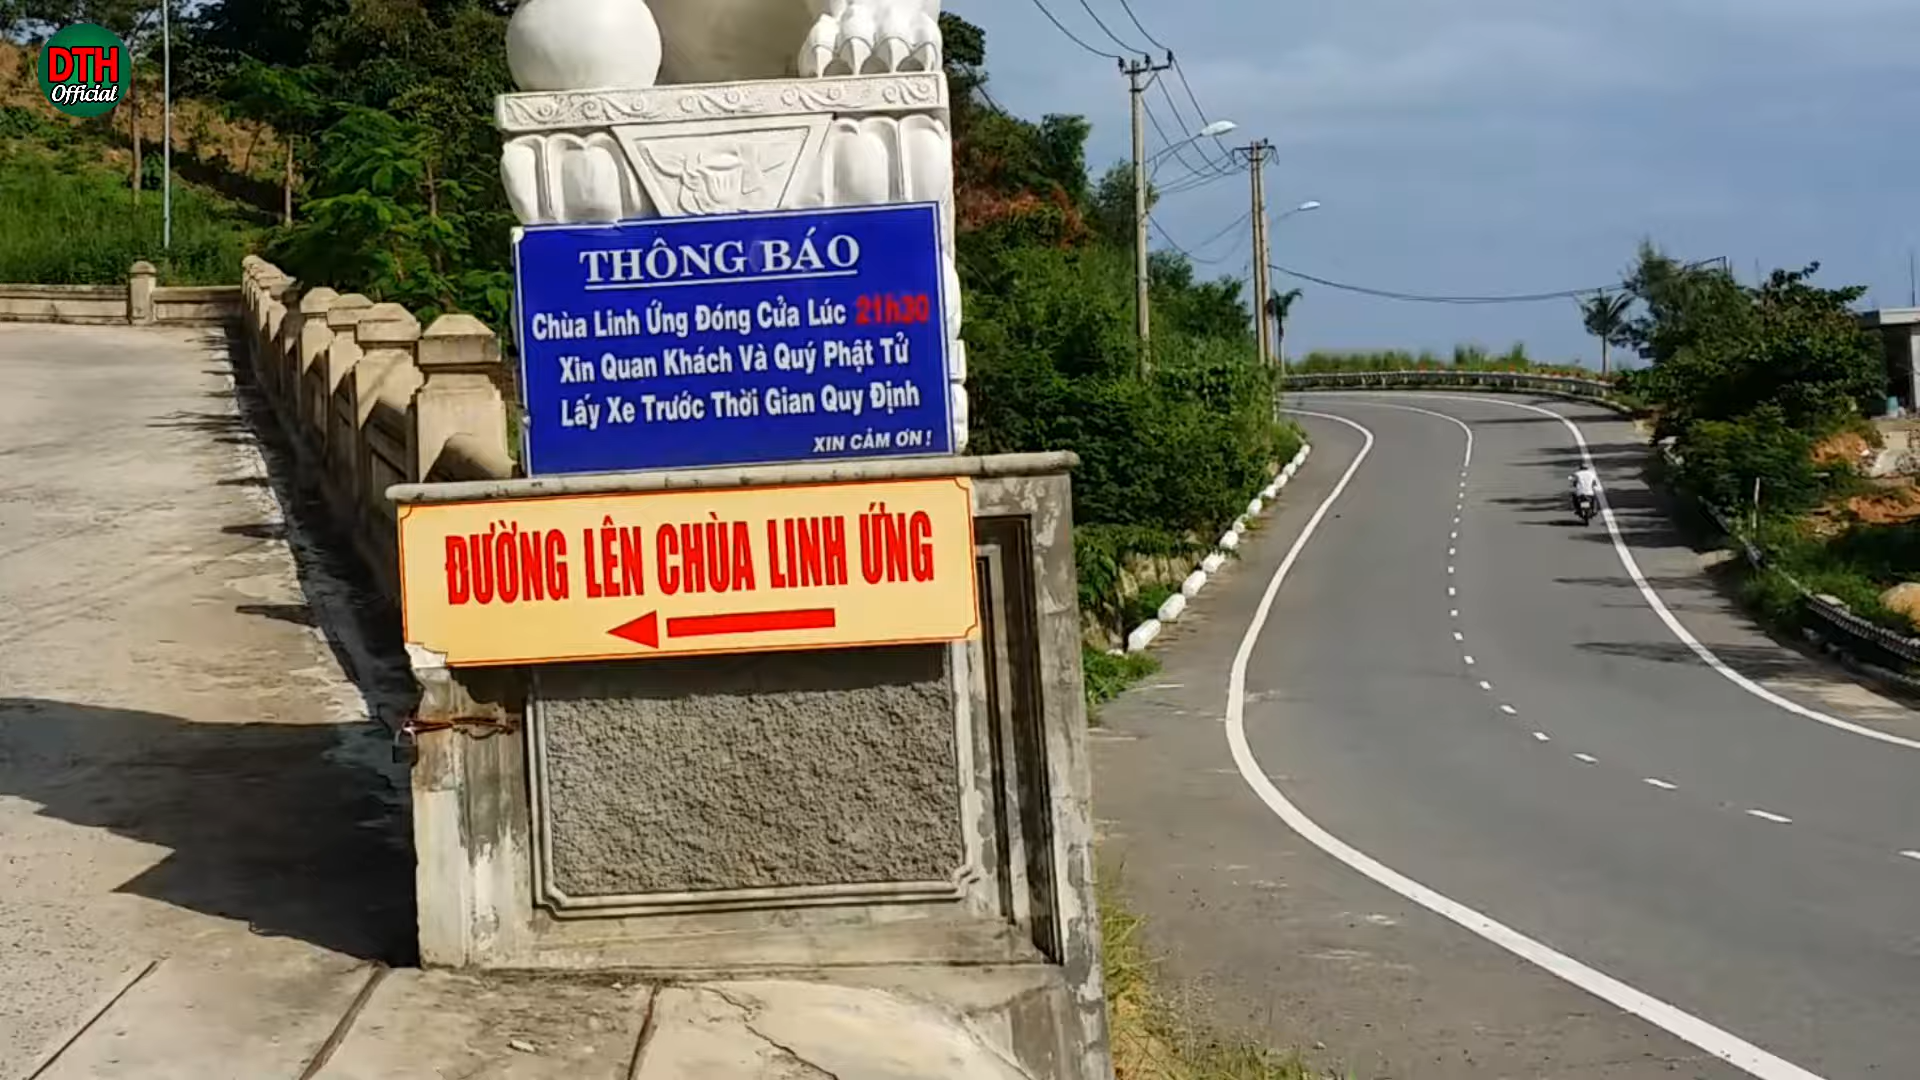 DTH
Official
THÔNG BÁO
Chùa Linh Ứng Đóng Cửa Lúc 21h30
Xin Quan Khách Và Quý Phật Tử
Lấy Xe Trước Thời Gian Quy Định
XIN CẢM ƠN !
ĐƯỜNG LÊN CHÙA LINH ỨNG